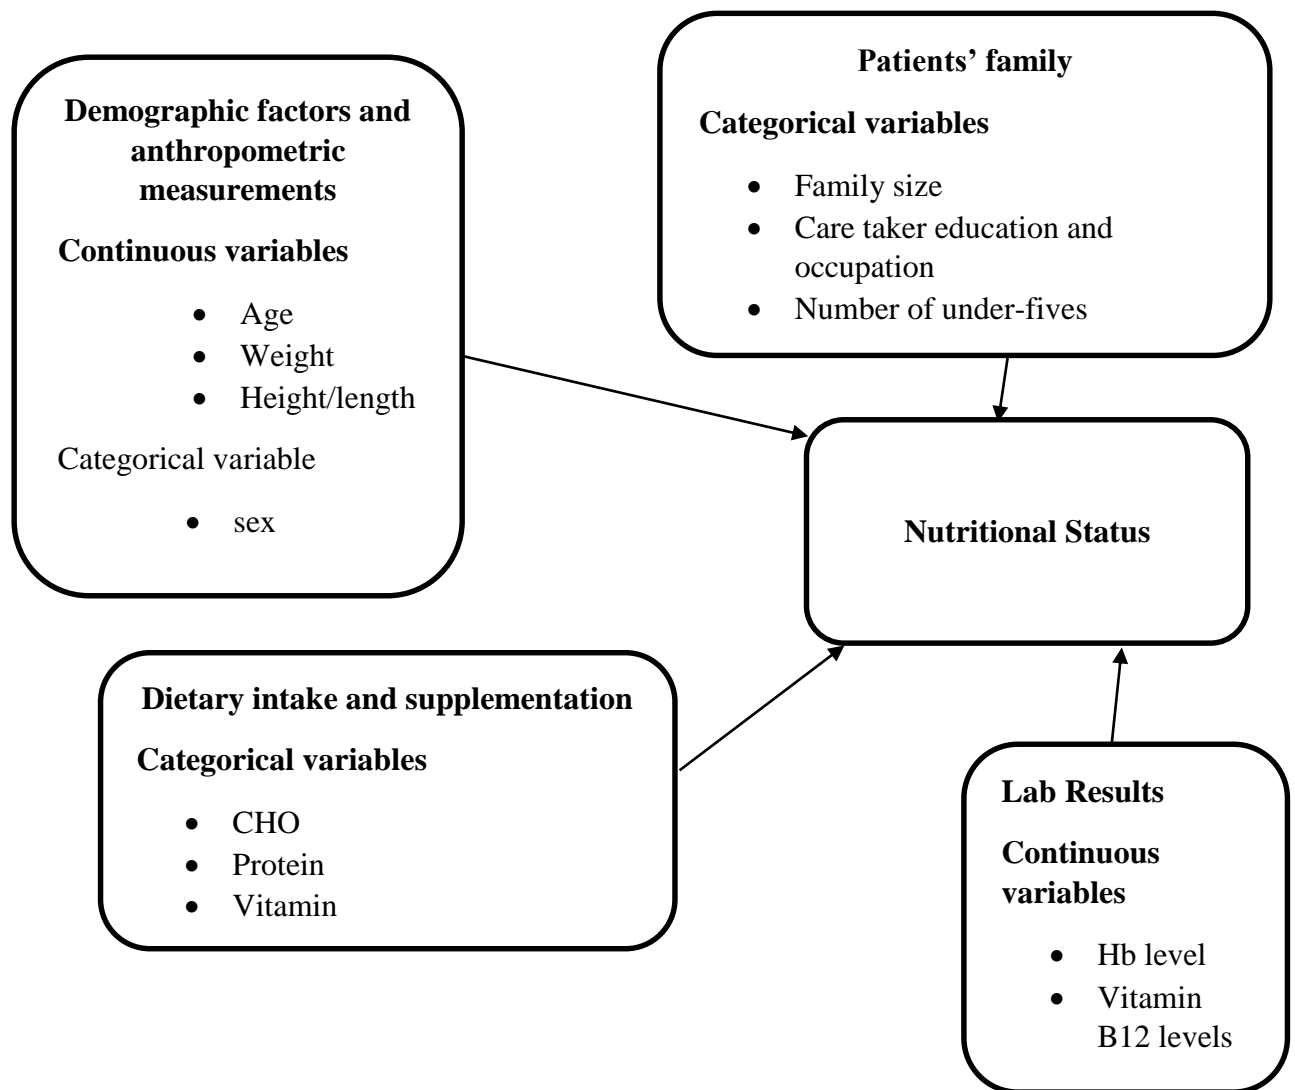 Demographic factors and
anthropometric
measurements
Continuous variables
• Age
• Weight
• Height/length
Categorical variable
• sex
Patients’ family
Categorical variables
• Family size
• Care taker education and
occupation
• Number of under-fives
Nutritional Status
Dietary intake and supplementation
Categorical variables
• CHO
• Protein
• Vitamin
Lab Results
Continuous
variables
• Hb level
• Vitamin
B12 levels